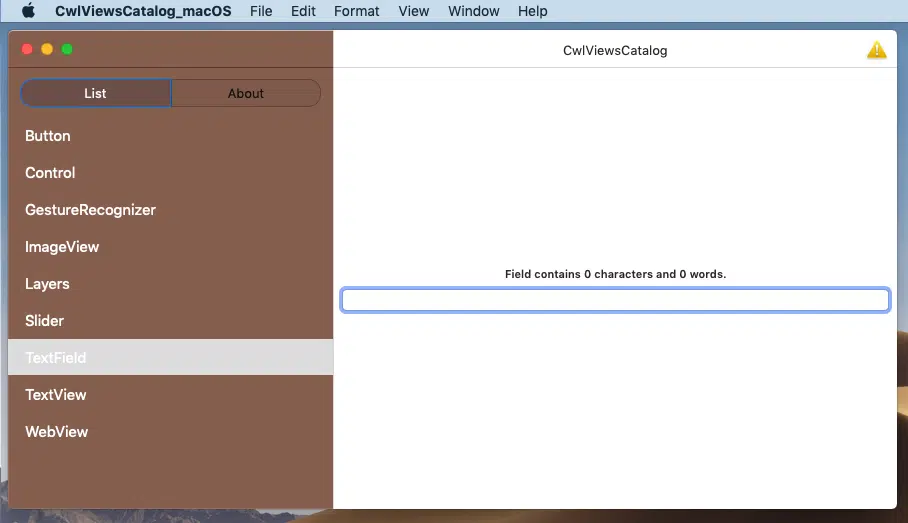 CwlViewsCatalog_macOS File Edit Format View Window Help
CwlViewsCatalog
List About
Button
Control
GestureRecognizer
ImageView
Layers
Slider
TextField
TextView
WebView
Field contains 0 characters and 0 words.